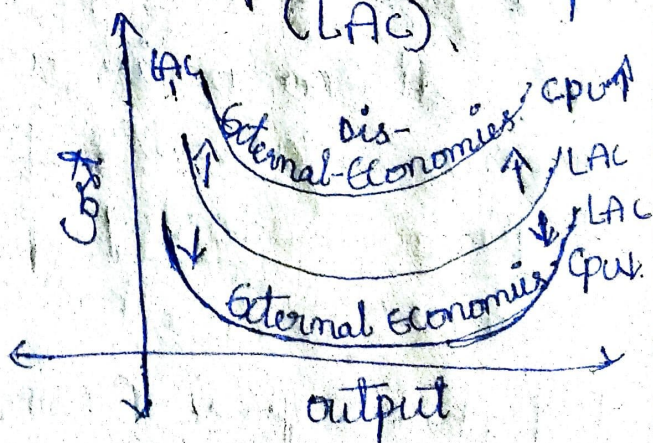 (LAC)
LAC
CPU↑
Dis-
External-Economies
LAC
LAC
CPU↓
Cost
External Economies
output